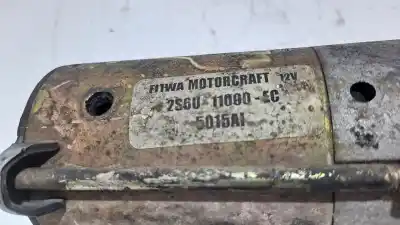 FITWA MOTORCRAFT 12V
2S6U-11000-EC
5015AI